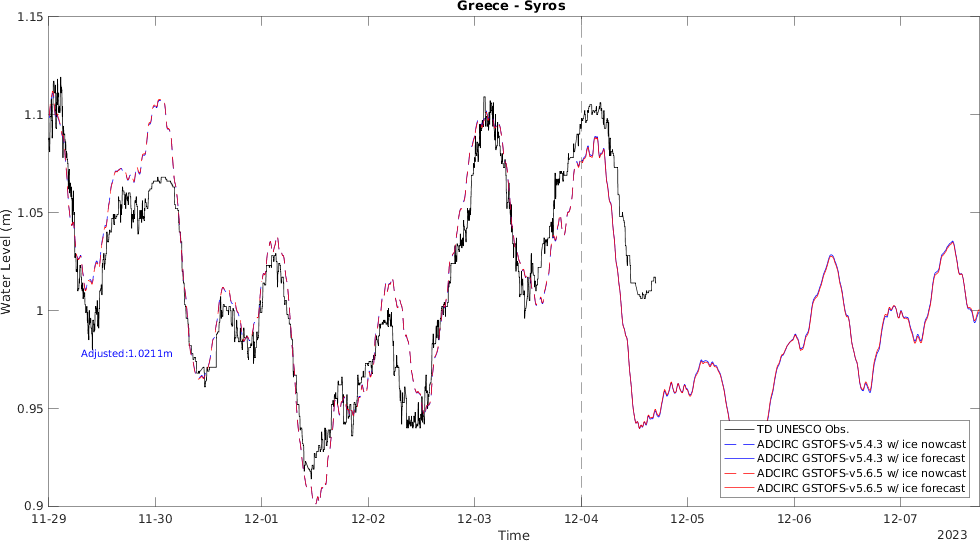 Greece - Syros
1.15
1.1
1.05
1
0.95
0.9
Water Level (m)
Adjusted:1.0211m
TD UNESCO Obs.
ADCIRC GSTOFS-v5.4.3 w/ ice nowcast
ADCIRC GSTOFS-v5.4.3 w/ ice forecast
ADCIRC GSTOFS-v5.6.5 w/ ice nowcast
ADCIRC GSTOFS-v5.6.5 w/ ice forecast
11-29 11-30 12-01 12-02 12-03 12-04 12-05 12-06 12-07
Time
2023